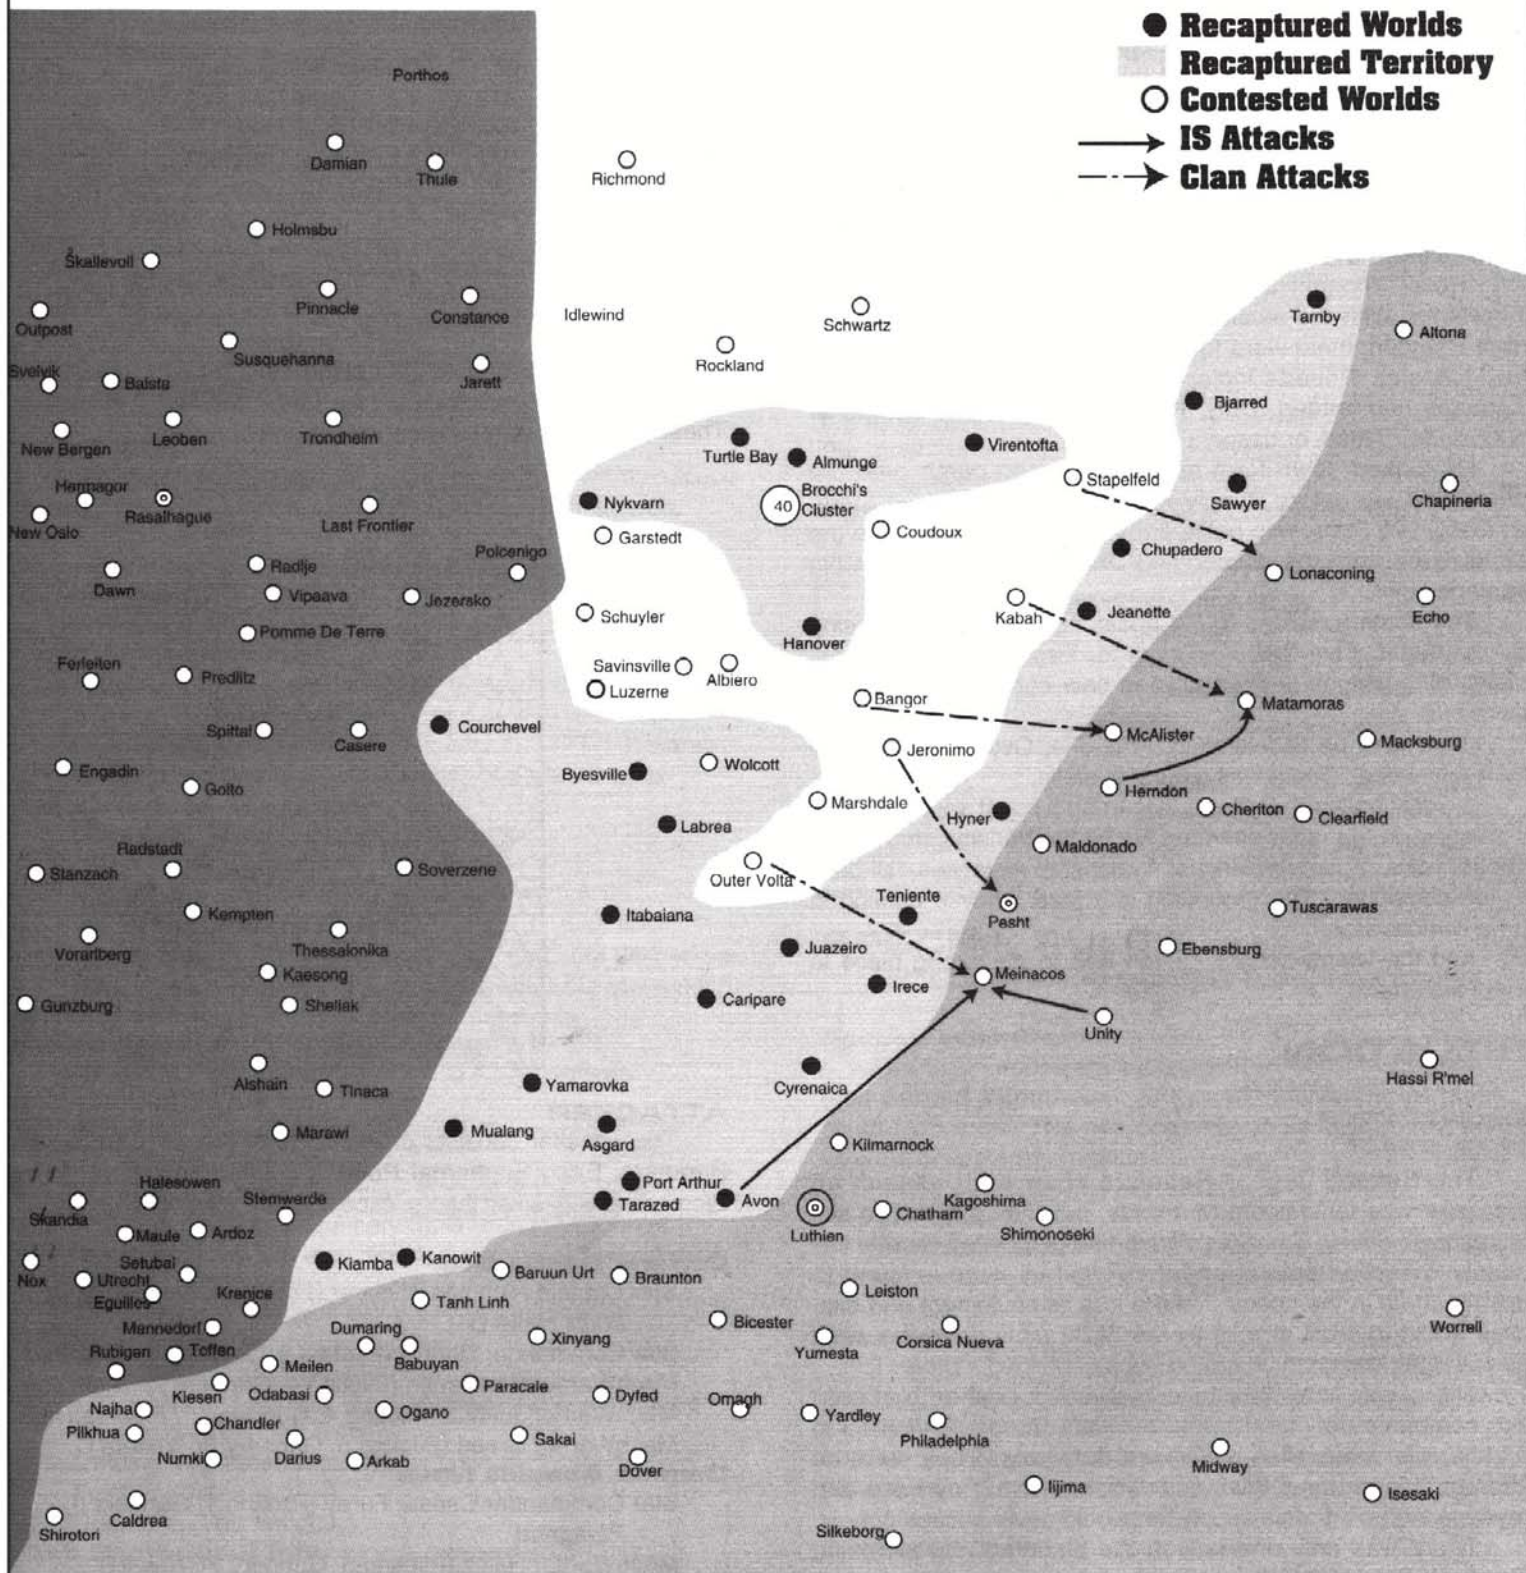 Recaptured Worlds
Recaptured Territory
Contested Worlds
IS Attacks
Clan Attacks
Porthos
Damian
Thule
Richmond
Holmsbu
Skallevoll
Pinnacle
Constance
Idlewind
Schwartz
Tarnby
Outpost
Altona
Susquehanna
Rockland
Svelvik
Balsta
Jarett
Bjarred
New Bergen
Leoben
Trondheim
Turtle Bay
Almunge
Virentofta
Stapelfeld
Hermagor
Rasalhague
Last Frontier
Nykvarn
40
Brocchi's
Cluster
Sawyer
Chapineria
New Oslo
Garstedt
Coudoux
Polcenigo
Chupadero
Radlje
Lonaconing
Dawn
Vipaava
Jezersko
Schuyler
Kabah
Jeanette
Echo
Pomme De Terre
Hanover
Ferleiten
Predlitz
Savinsville
Albiero
Luzerne
Bangor
Matamoras
Spittal
Casere
Courchevel
McAlister
Macksburg
Jeronimo
Engadin
Goito
Byesville
Wolcott
Herndon
Marshdale
Cheriton
Clearfield
Labrea
Hyner
Maldonado
Radstadt
Stanzach
Soverzene
Outer Volta
Teniente
Kempten
Itabaiana
Pesht
Tuscarawas
Vorarlberg
Thessalonika
Juazeiro
Ebensburg
Kaesong
Meinacos
Gunzburg
Sheliak
Caripare
Irece
Unity
Alshain
Tinaca
Yamarovka
Cyrenaica
Hassi R'mel
Marawi
Mualang
Asgard
Kilmarnock
Halesowen
Stemwerde
Port Arthur
Tarazed
Avon
Kagoshima
Skandia
Maule
Ardoz
Luthien
Chatham
Shimonoseki
Nox
Setubal
Utrecht
Kiamba
Kanowit
Baruun Urt
Braunton
Eguilles
Krenice
Tanh Linh
Leiston
Mannedorf
Dumaring
Bicester
Worrell
Rubigen
Toffen
Meilen
Babuyan
Xinyang
Yumesta
Corsica Nueva
Kiesen
Odabasi
Paracale
Dyfed
Omagh
Najha
Chandler
Ogano
Yardley
Pilkhua
Numki
Darius
Arkab
Sakai
Dover
Philadelphia
Midway
Caldrea
Iijima
Isesaki
Shirotori
Silkeborg